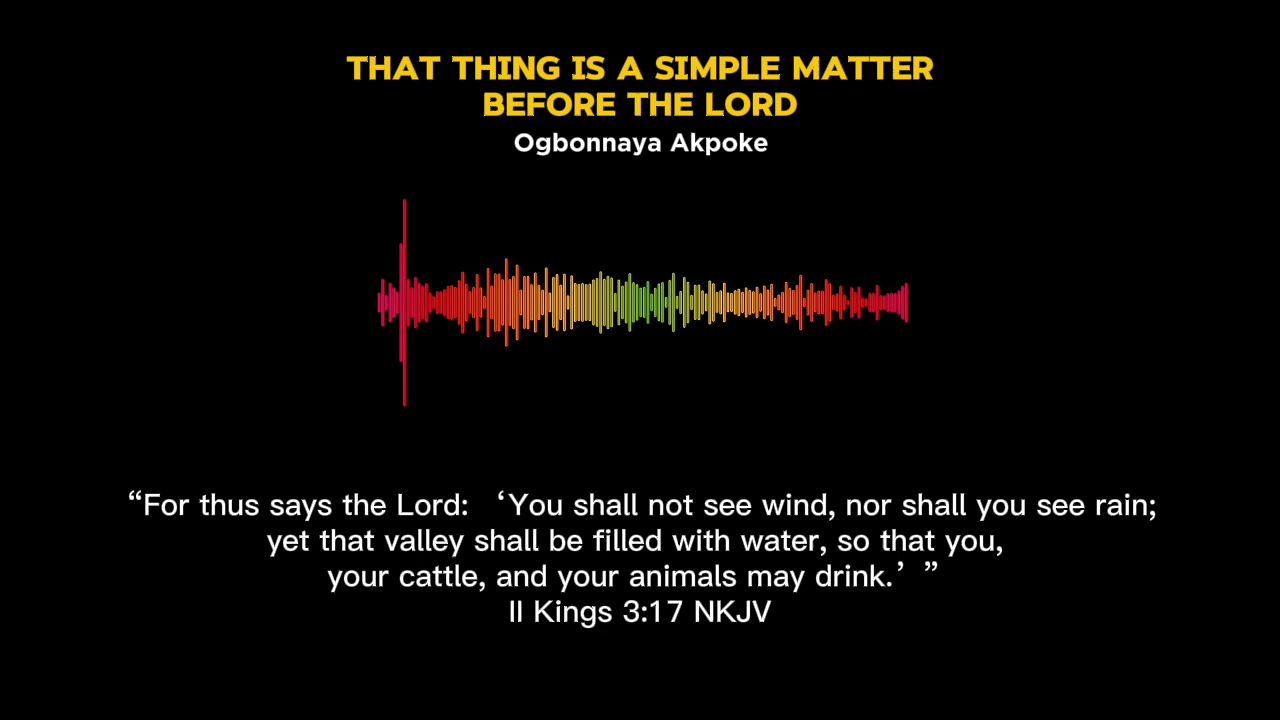 THAT THING IS A SIMPLE MATTER
BEFORE THE LORD
Ogbonnaya Akpoke
“For thus says the Lord: ‘You shall not see wind, nor shall you see rain;
yet that valley shall be filled with water, so that you,
your cattle, and your animals may drink.’ ”
II Kings 3:17 NKJV